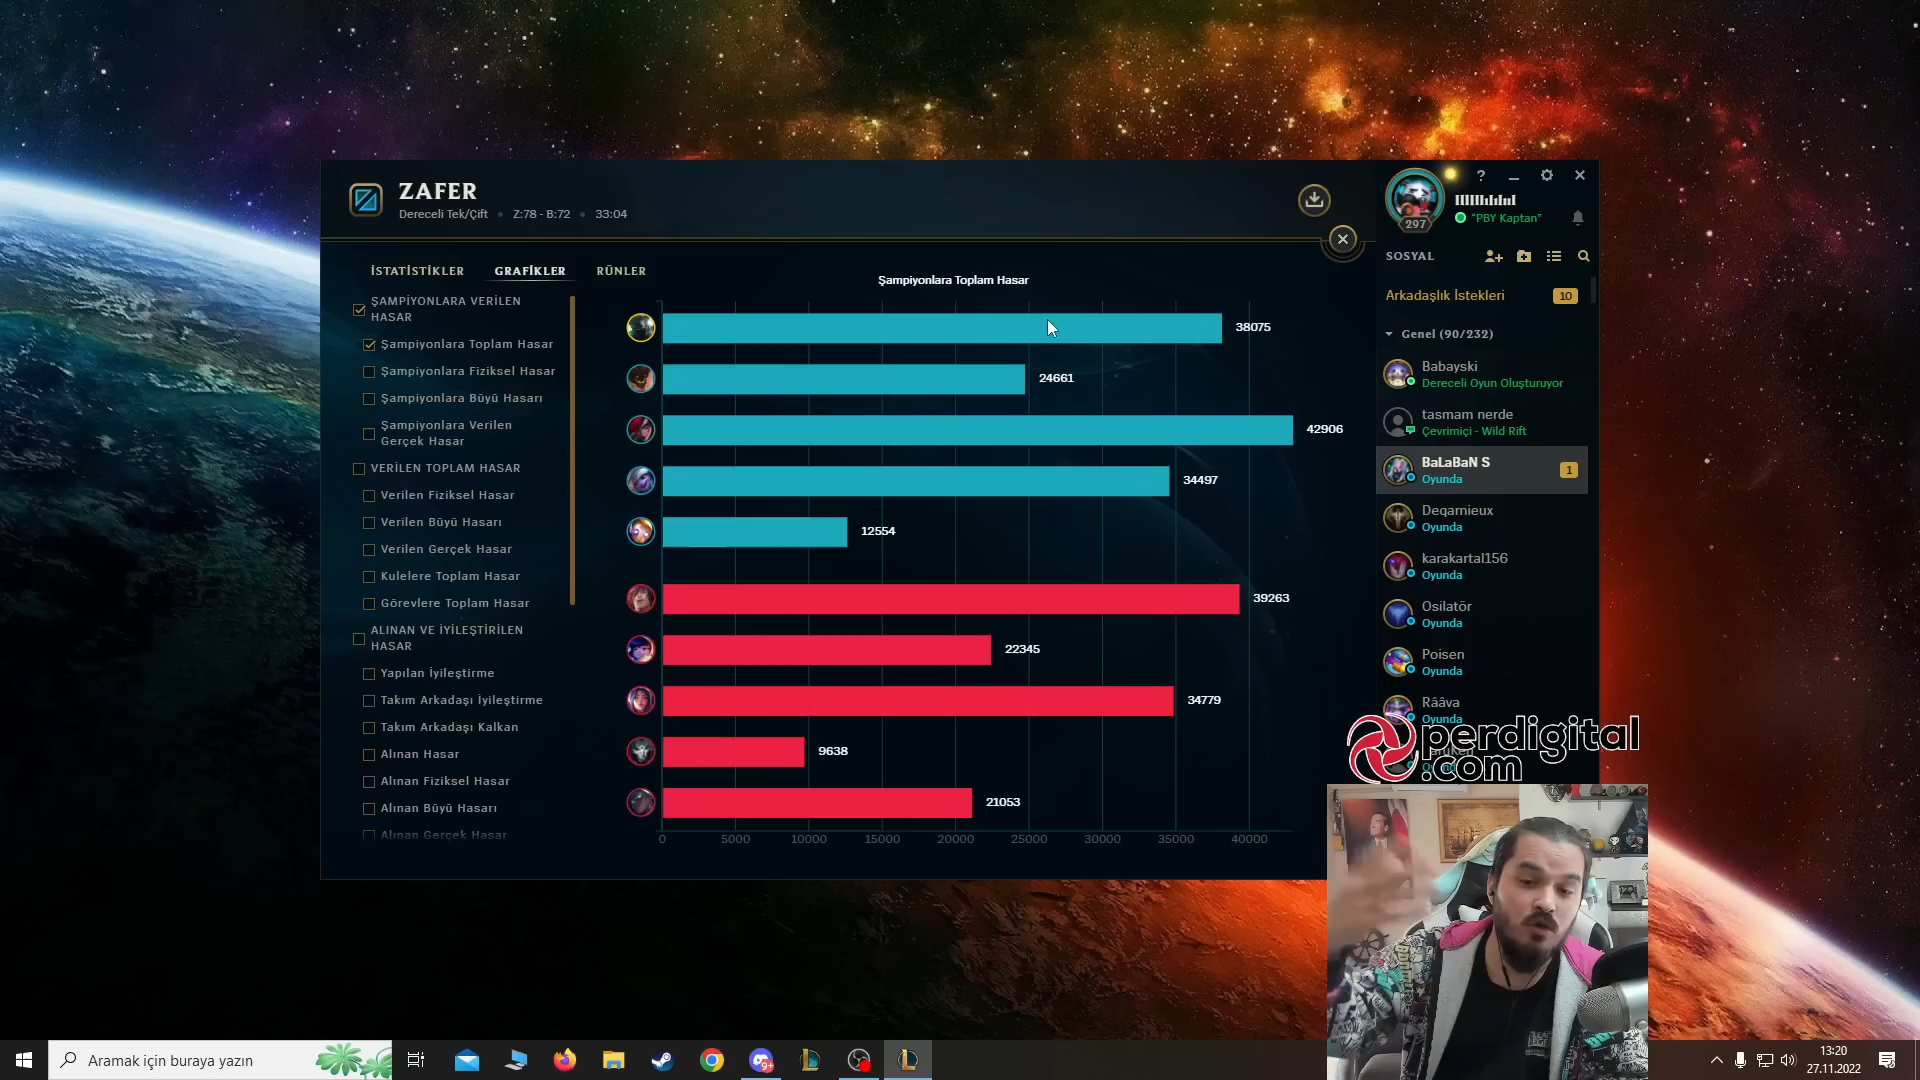 ZAFER
Dereceli Tek/Çift • Z:78 - B:72 • 33:04
İSTATİSTİKLER
GRAFİKLER
RÜNLER
ŞAMPİYONLARA VERİLEN
HASAR
Şampiyonlara Toplam Hasar
Şampiyonlara Fiziksel Hasar
Şampiyonlara Büyü Hasarı
Şampiyonlara Verilen
Gerçek Hasar
VERİLEN TOPLAM HASAR
Verilen Fiziksel Hasar
Verilen Büyü Hasarı
Verilen Gerçek Hasar
Kulelere Toplam Hasar
Görevlere Toplam Hasar
ALINAN VE İYİLEŞTİRİLEN
HASAR
Yapılan İyileştirme
Takım Arkadaşı İyileştirme
Takım Arkadaşı Kalkan
Alınan Hasar
Alınan Fiziksel Hasar
Alınan Büyü Hasarı
Alınan Gerçek Hasar
Şampiyonlara Toplam Hasar
38075
24661
42906
34497
12554
39263
22345
34779
9638
21053
0 5000 10000 15000 20000 25000 30000 35000 40000
297
"PBY Kaptan"
SOSYAL
Arkadaşlık İstekleri 10
Genel (90/232)
Babayski
Dereceli Oyun Oluşturuyor
tasmam nerde
Çevrimiçi - Wild Rift
BaLaBaN S
Oyunda
1
Deqarnieux
Oyunda
karakartal156
Oyunda
Osilatör
Oyunda
Poisen
Oyunda
Rââva
Oyunda
perdigital
.com
Aramak için buraya yazın
9+
13:20
27.11.2022